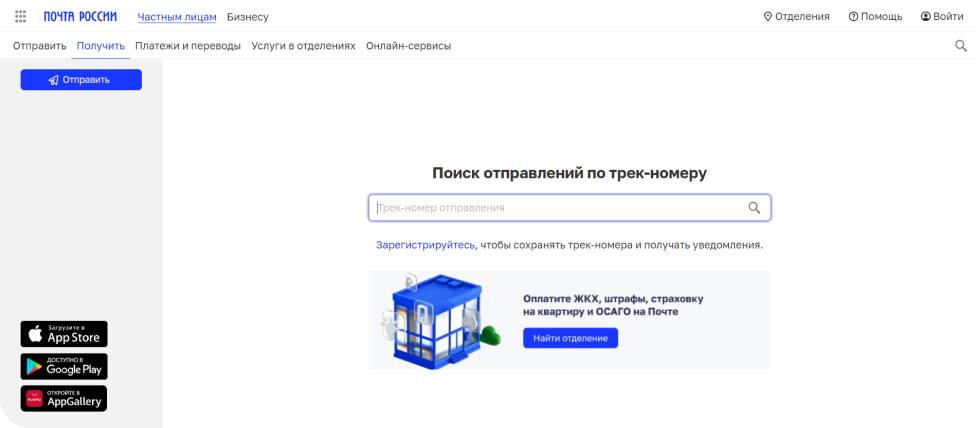 ПОЧТА РОССИИ Частным лицам Бизнесу Отделения Помощь Войти
Отправить Получить Платежи и переводы Услуги в отделениях Онлайн-сервисы
Отправить
Поиск отправлений по трек-номеру
Трек-номер отправления
Зарегистрируйтесь, чтобы сохранять трек-номера и получать уведомления.
Оплатите ЖКХ, штрафы, страховку
на квартиру и ОСАГО на Почте
Найти отделение
Загрузите в
App Store
ДОСТУПНО В
Google Play
ОТКРОЙТЕ В
AppGallery